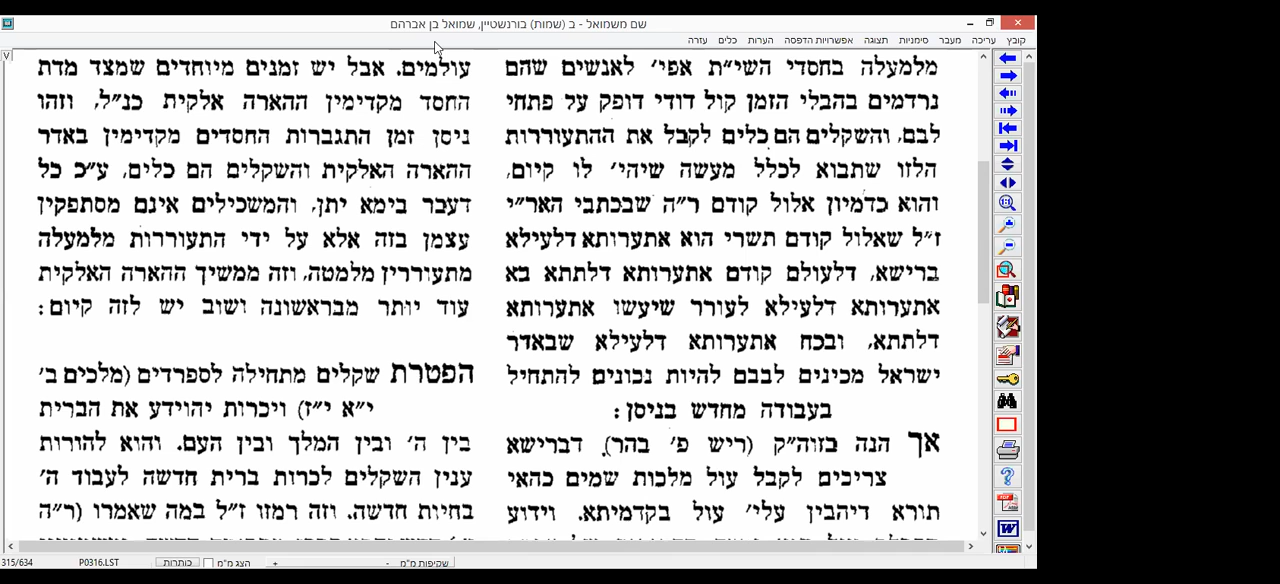 שם משמואל - ב (שמות) בורנשטיין, שמואל בן אברהם
קובץ עריכה מעבר סימניות תצוגה אפשרויות הדפסה הערות כלים עזרה
מלמעלה בחסדי השי״ת אפי׳ לאנשים שהם
נרדמים בהבלי הזמן קול דודי דופק על פתחי
לבם, והשקלים הם כלים לקבל את ההתעוררות
הלזו שתבוא לכלל מעשה שיהי׳ לו קיום,
והוא כדמיון אלול קודם ר״ה שבכתבי האר״י
ז״ל שאלול קודם תשרי הוא אתערותא דלעילא
ברישא, דלעולם קודם אתערותא דלתתא בא
אתערותא דלעילא לעורר שיעשו אתערותא
דלתתא, ובכח אתערותא דלעילא שבאדר
ישראל מכינים לבבם להיות נכונים להתחיל
בעבודה מחדש בניסן:
אך הנה בזוה״ק (ריש פ׳ בהר). דברישא
צריכים לקבל עול מלכות שמים כהאי
תורא דיהבין עלי׳ עול בקדמיתא. וידוע
עולמים. אבל יש זמנים מיוחדים שמצד מדת
החסד מקדימין ההארה אלקית כנ״ל, וזהו
ניסן זמן התגברות החסדים מקדימין באדר
ההארה האלקית והשקלים הם כלים, ע״כ כל
דעבר בימא יתן, והמשכילים אינם מסתפקין
עצמן בזה אלא על ידי התעוררות מלמעלה
מתעוררין מלמטה, וזה ממשיך ההארה האלקית
עוד יותר מבראשונה ושוב יש לזה קיום:
הפטרת שקלים מתחילה לספרדים (מלכים ב׳
י״א י״ז) ויכרות יהוידע את הברית
בין ה׳ ובין המלך ובין העם. והוא להורות
ענין השקלים לכרות ברית חדשה לעבוד ה׳
בחיות חדשה. וזה רמזו ז״ל במה שאמרו (ר״ה
315/634 P0316.LST כותרות הצג מ״מ + - שקיפות מ״מ